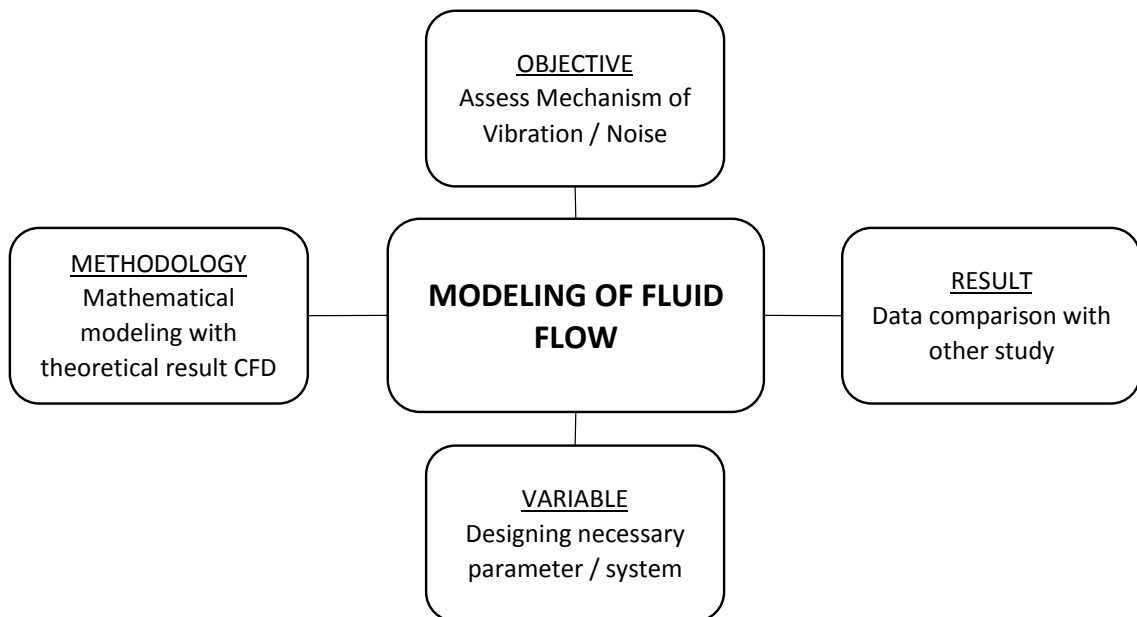 OBJECTIVE
Assess Mechanism of
Vibration / Noise
METHODOLOGY
Mathematical
modeling with
theoretical result CFD
MODELING OF FLUID
FLOW
RESULT
Data comparison with
other study
VARIABLE
Designing necessary
parameter / system